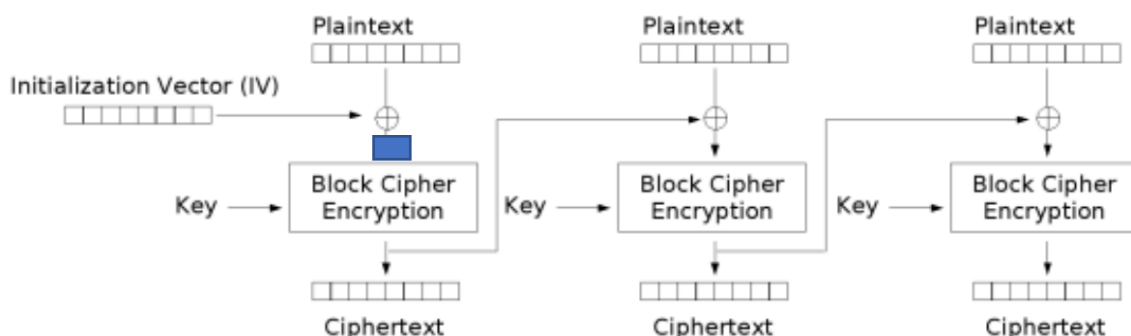 Plaintext
Plaintext
Plaintext
Initialization Vector (IV)
Key
Block Cipher
Encryption
Key
Block Cipher
Encryption
Key
Block Cipher
Encryption
Ciphertext
Ciphertext
Ciphertext